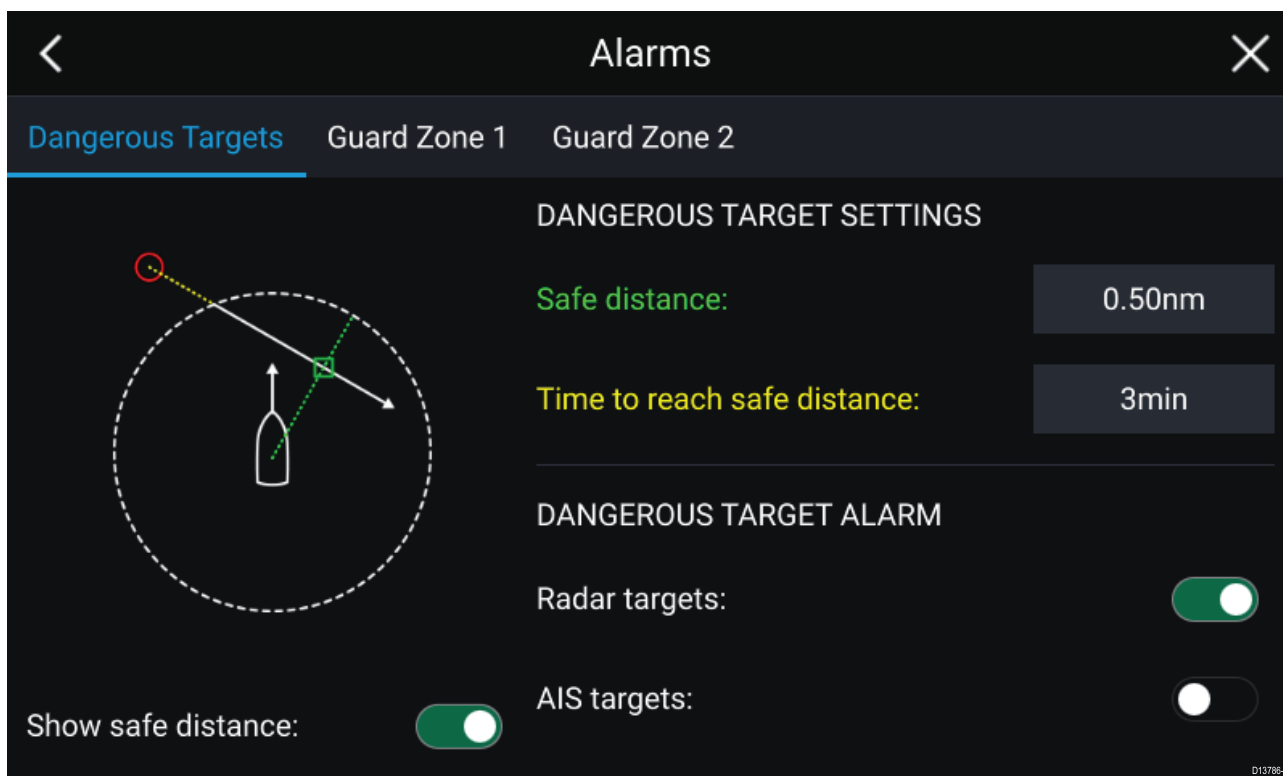 Alarms
Dangerous Targets Guard Zone 1 Guard Zone 2
DANGEROUS TARGET SETTINGS
Safe distance: 0.50nm
Time to reach safe distance: 3min
DANGEROUS TARGET ALARM
Radar targets:
AIS targets:
Show safe distance: